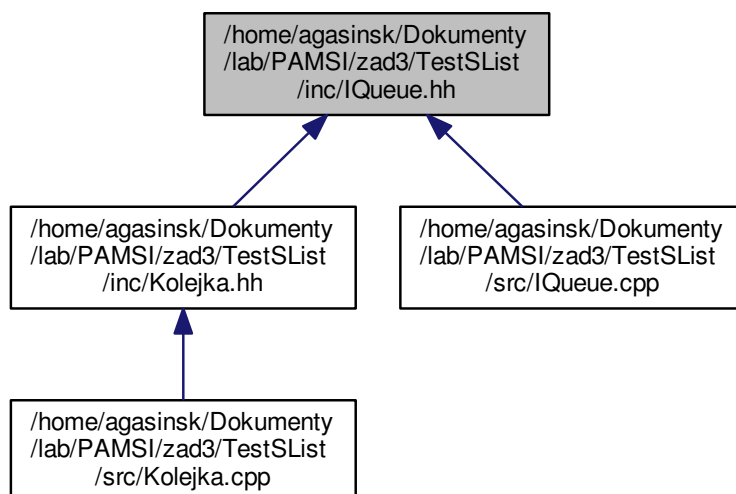 /home/agasinsk/Dokumenty
/lab/PAMSI/zad3/TestSList
/inc/IQueue.hh
/home/agasinsk/Dokumenty
/lab/PAMSI/zad3/TestSList
/inc/Kolejka.hh
/home/agasinsk/Dokumenty
/lab/PAMSI/zad3/TestSList
/src/IQueue.cpp
/home/agasinsk/Dokumenty
/lab/PAMSI/zad3/TestSList
/src/Kolejka.cpp